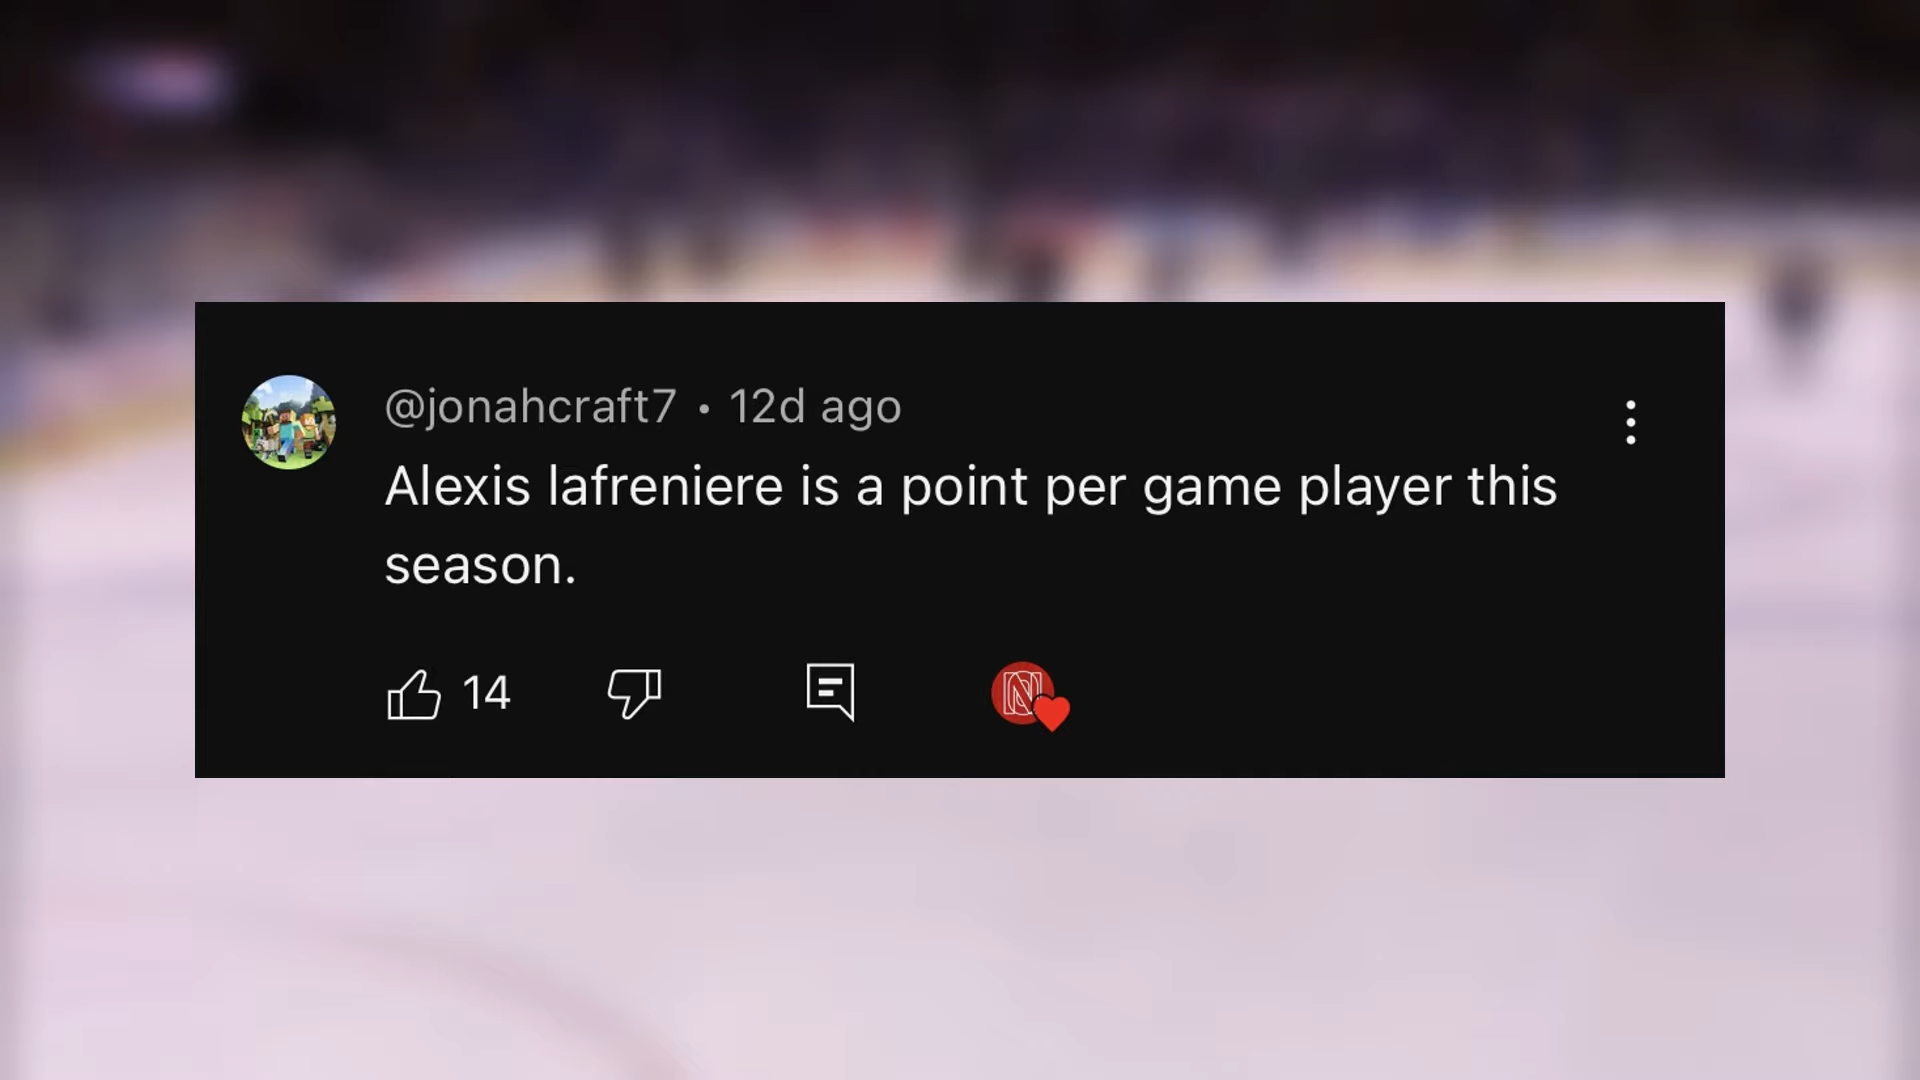 @jonahcraft7 • 12d ago
Alexis lafreniere is a point per game player this
season.
14